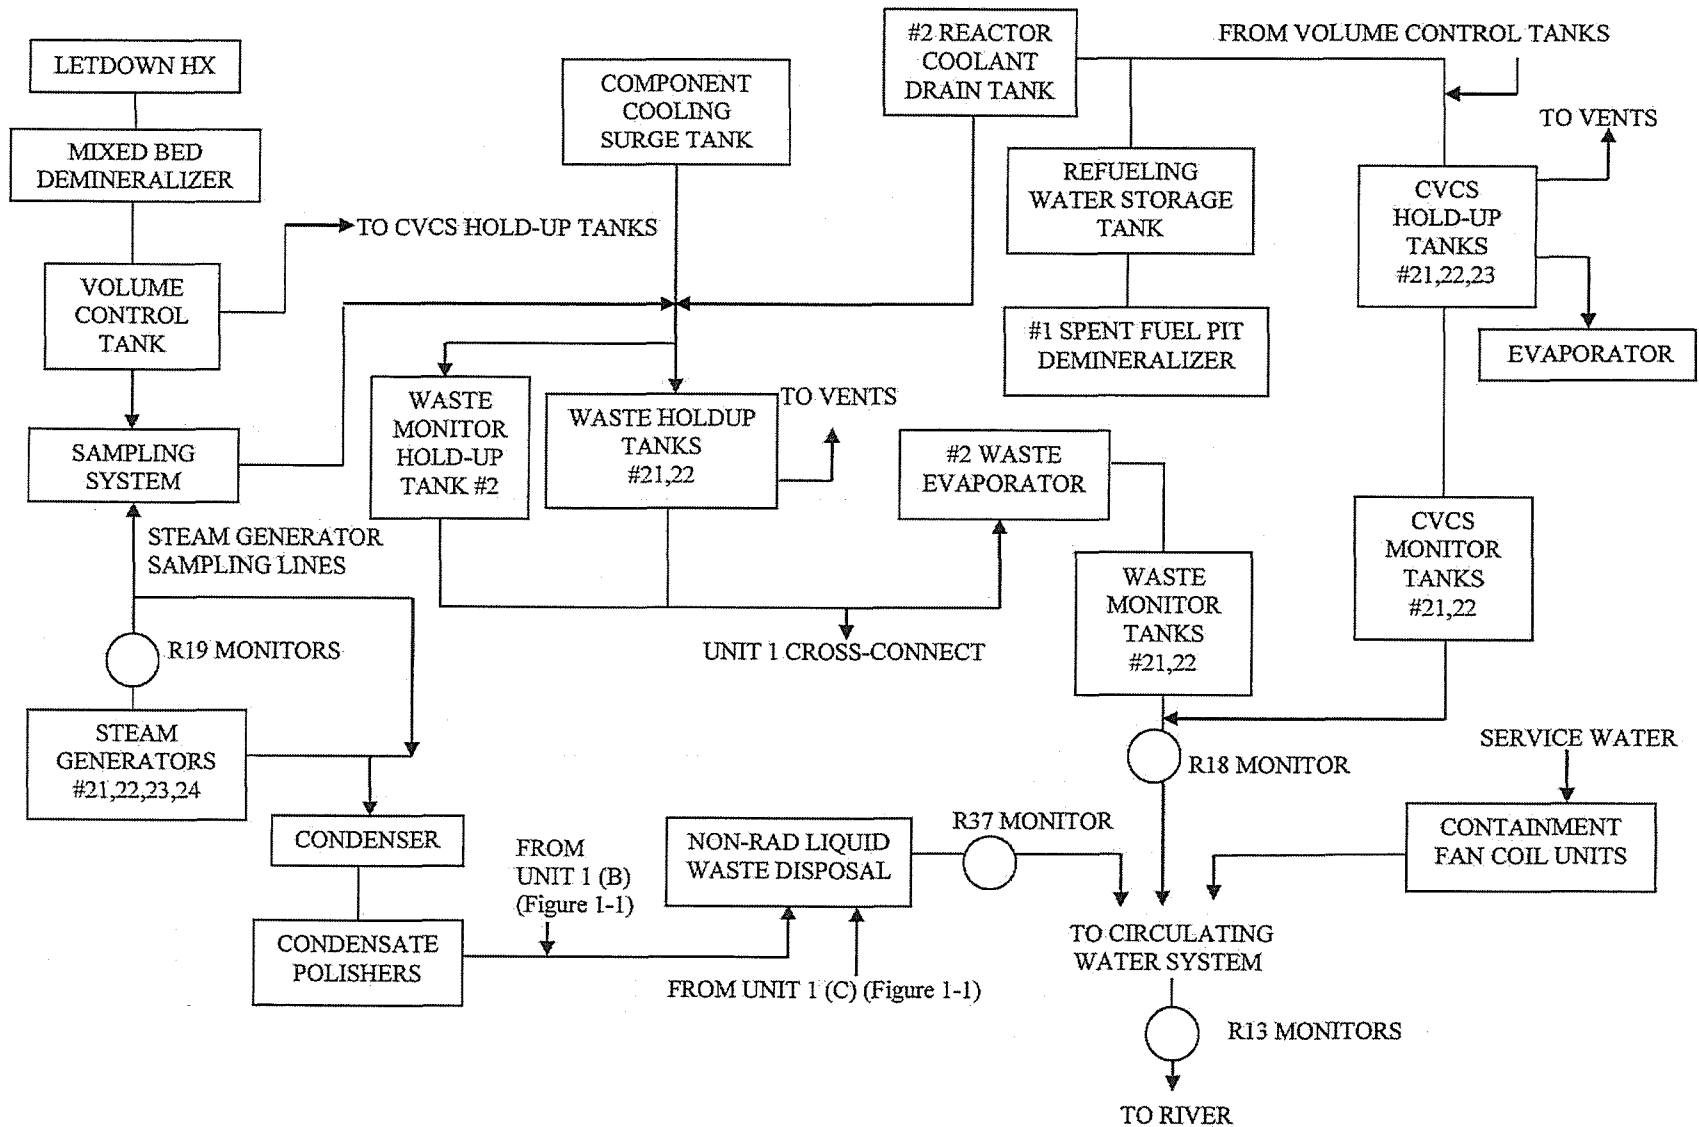 #2 REACTOR
COOLANT
DRAIN TANK
FROM VOLUME CONTROL TANKS
LETDOWN HX
COMPONENT
COOLING
SURGE TANK
TO VENTS
MIXED BED
DEMINERALIZER
REFUELING
WATER STORAGE
TANK
CVCS
HOLD-UP
TANKS
#21,22,23
TO CVCS HOLD-UP TANKS
VOLUME
CONTROL
TANK
#1 SPENT FUEL PIT
DEMINERALIZER
EVAPORATOR
WASTE
MONITOR
HOLD-UP
TANK #2
WASTE HOLDUP
TANKS
#21,22
TO VENTS
SAMPLING
SYSTEM
#2 WASTE
EVAPORATOR
CVCS
MONITOR
TANKS
#21,22
STEAM GENERATOR
SAMPLING LINES
WASTE
MONITOR
TANKS
#21,22
R19 MONITORS
UNIT 1 CROSS-CONNECT
STEAM
GENERATORS
#21,22,23,24
SERVICE WATER
R18 MONITOR
CONDENSER
FROM
UNIT 1 (B)
(Figure 1-1)
NON-RAD LIQUID
WASTE DISPOSAL
R37 MONITOR
CONTAINMENT
FAN COIL UNITS
CONDENSATE
POLISHERS
TO CIRCULATING
WATER SYSTEM
FROM UNIT 1 (C) (Figure 1-1)
R13 MONITORS
TO RIVER